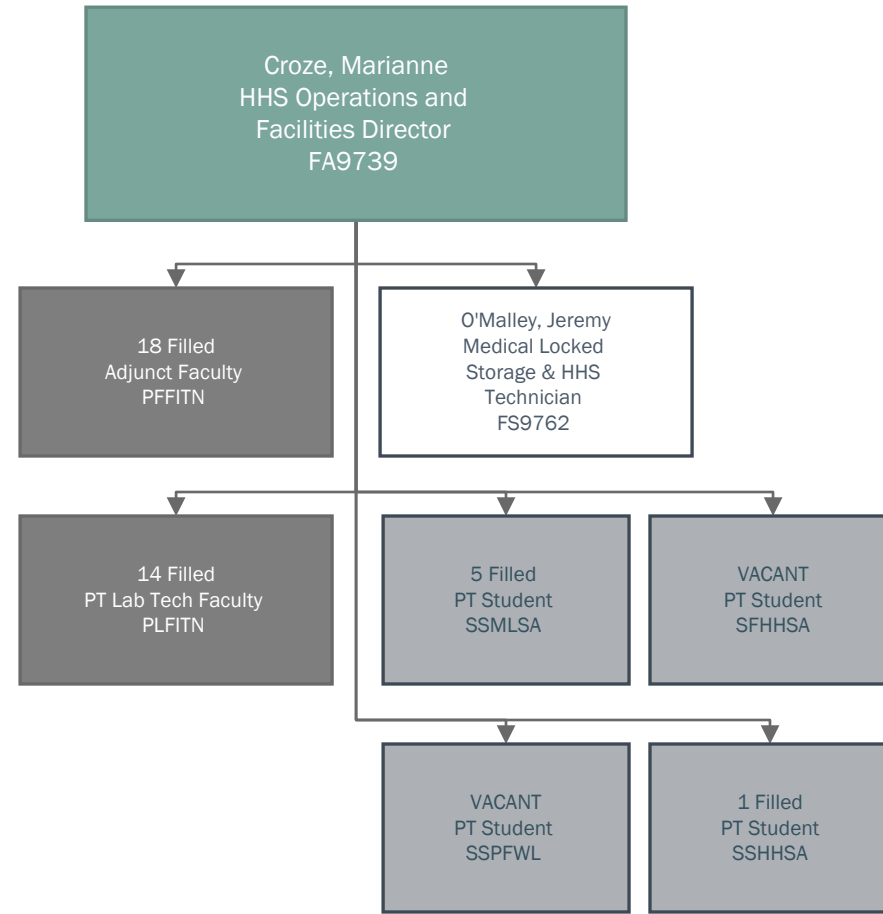 Croze, Marianne
HHS Operations and
Facilities Director
FA9739
18 Filled
Adjunct Faculty
PFFITN
O'Malley, Jeremy
Medical Locked
Storage & HHS
Technician
FS9762
14 Filled
PT Lab Tech Faculty
PLFITN
5 Filled
PT Student
SSMLSA
VACANT
PT Student
SFHHSA
VACANT
PT Student
SSPFWL
1 Filled
PT Student
SSHHSA